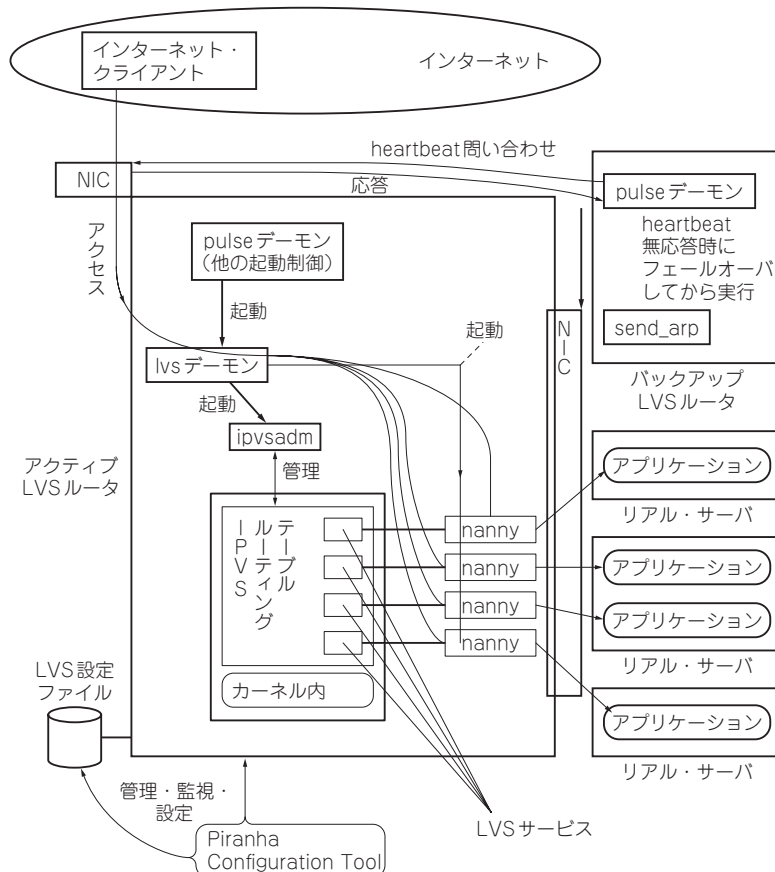 インターネット・
クライアント
インターネット
heartbeat問い合わせ
NIC
応答
pulseデーモン
heartbeat
無応答時に
フェールオーバ
してから実行
send_arp
バックアップ
LVSルータ
アクセス
pulseデーモン
（他の起動制御）
起動
起動
NIC
lvsデーモン
起動
ipvsadm
管理
アクティブ
LVSルータ
IPVS
ルーティング
テーブル
カーネル内
nanny
nanny
nanny
nanny
アプリケーション
リアル・サーバ
アプリケーション
アプリケーション
リアル・サーバ
アプリケーション
リアル・サーバ
LVS設定
ファイル
管理・監視・
設定
Piranha
Configuration Tool
LVSサービス